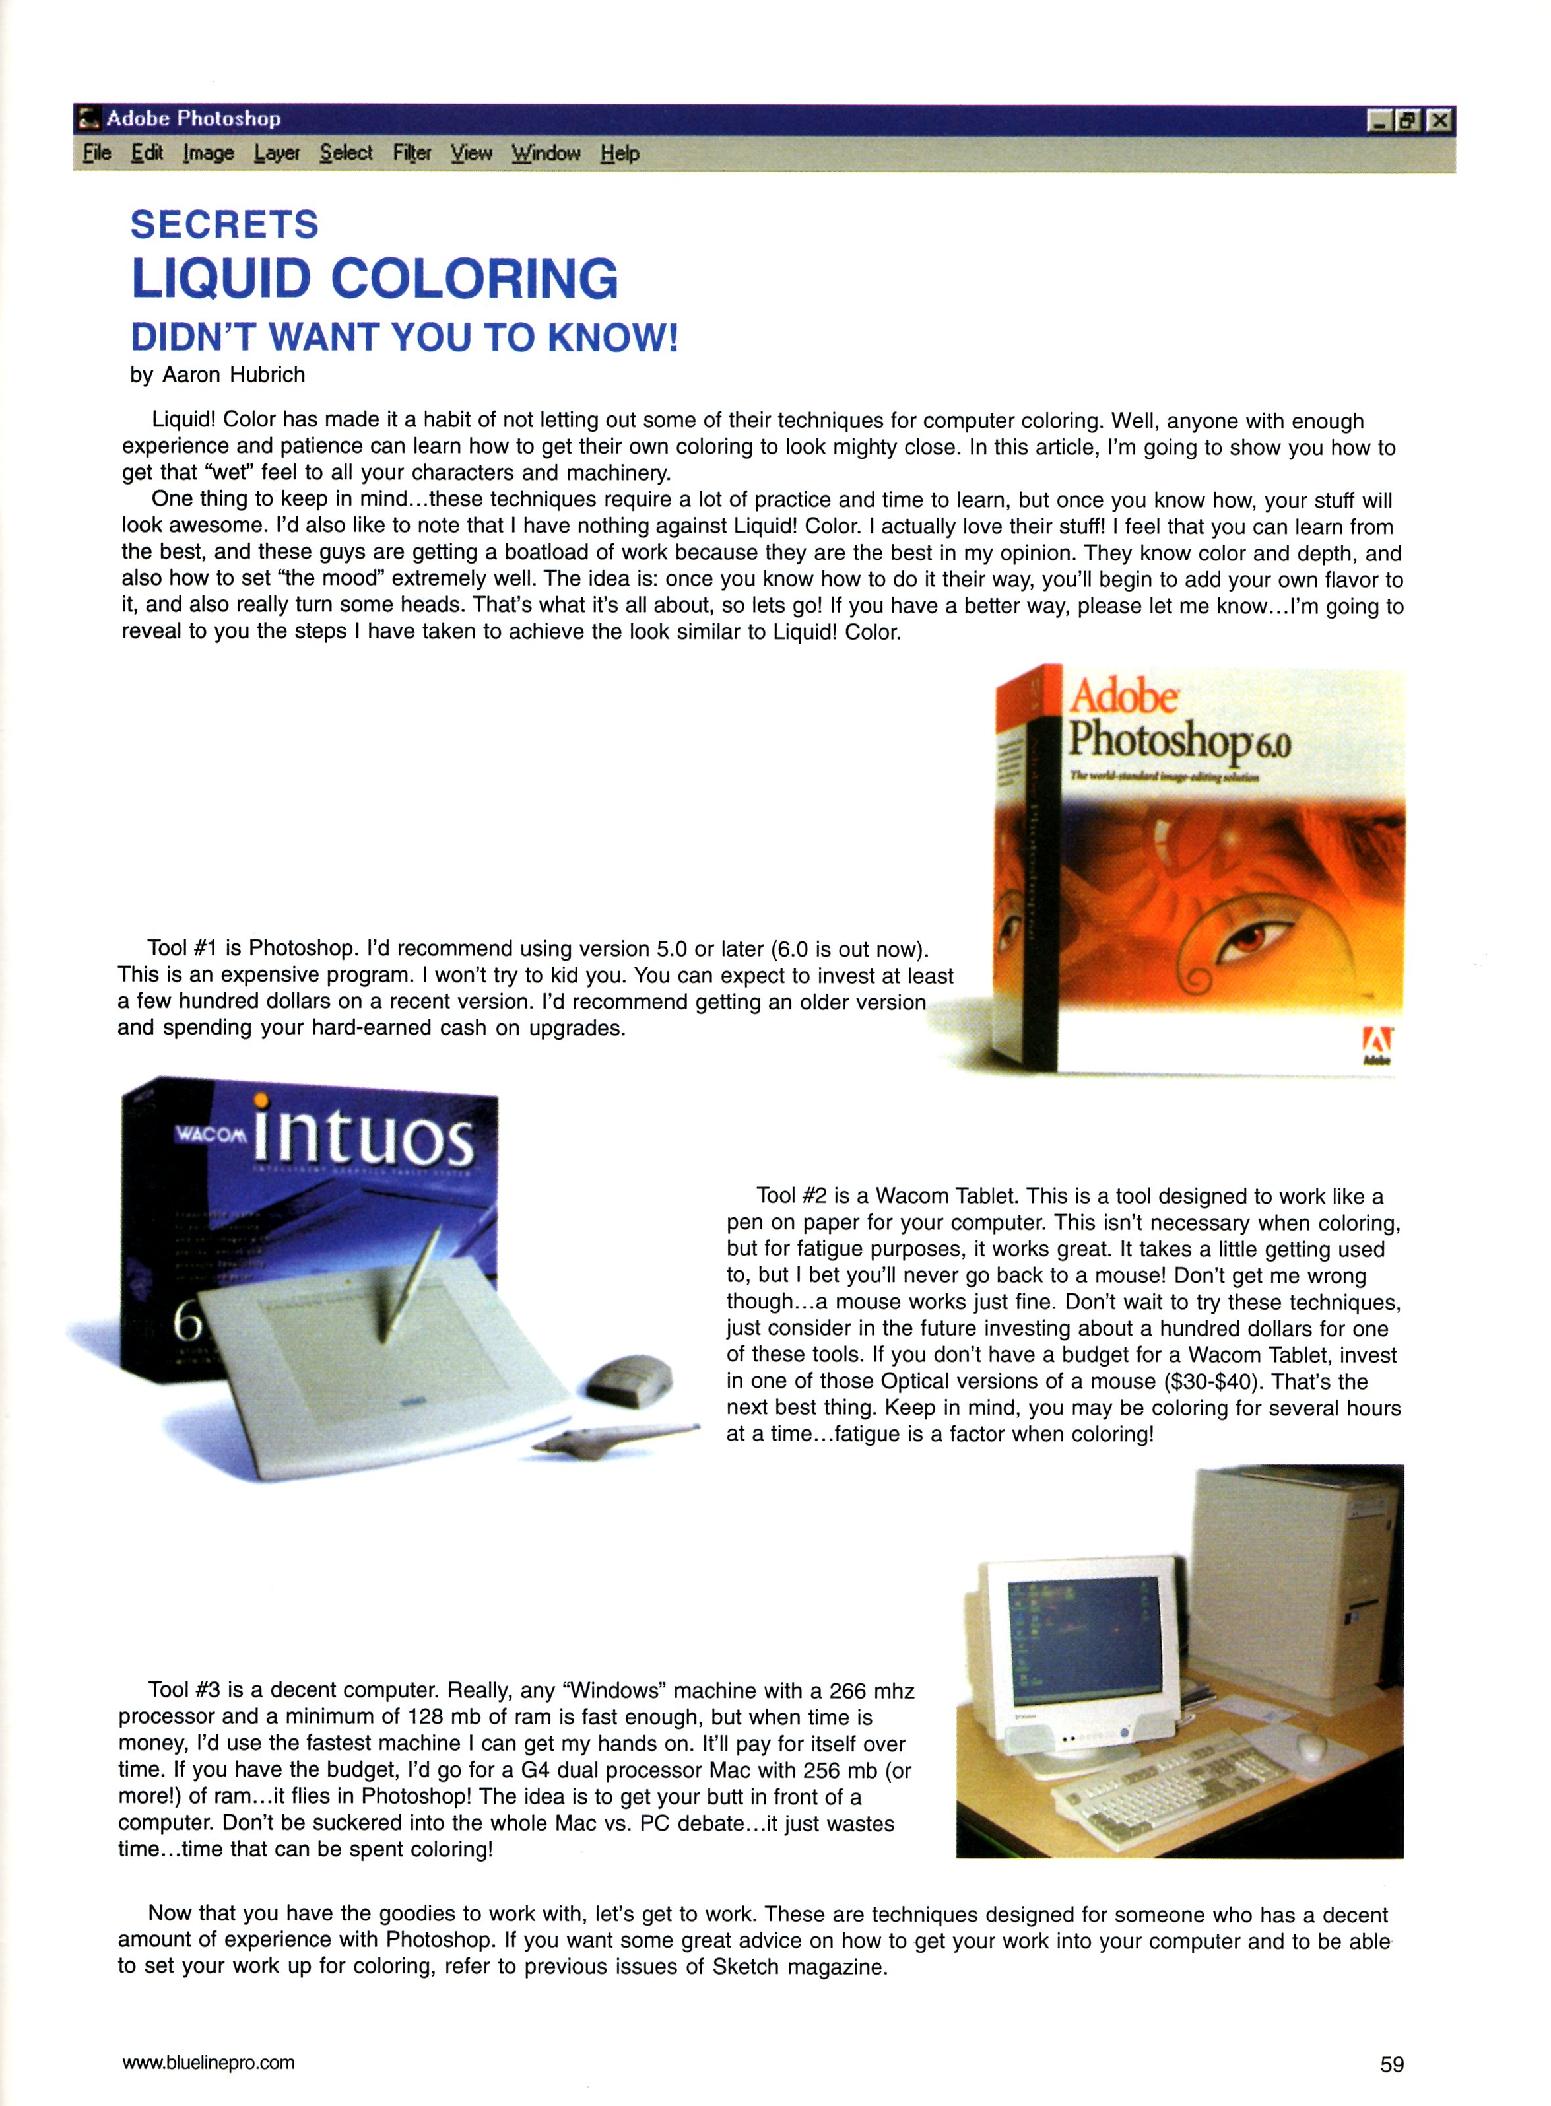 Adobe Photoshop
File Edit Image Layer Select Filter View Window Help
SECRETS
LIQUID COLORING
DIDN'T WANT YOU TO KNOW!
by Aaron Hubrich
Liquid! Color has made it a habit of not letting out some of their techniques for computer coloring. Well, anyone with enough
experience and patience can learn how to get their own coloring to look mighty close. In this article, I'm going to show you how to
get that "wet" feel to all your characters and machinery.
One thing to keep in mind...these techniques require a lot of practice and time to learn, but once you know how, your stuff will
look awesome. I'd also like to note that I have nothing against Liquid! Color. I actually love their stuff! I feel that you can learn from
the best, and these guys are getting a boatload of work because they are the best in my opinion. They know color and depth, and
also how to set "the mood" extremely well. The idea is: once you know how to do it their way, you'll begin to add your own flavor to
it, and also really turn some heads. That's what it's all about, so lets go! If you have a better way, please let me know...I'm going to
reveal to you the steps I have taken to achieve the look similar to Liquid! Color.
Adobe
Photoshop 6.0
The world-standard image-editing solution
Adobe
Tool #1 is Photoshop. I'd recommend using version 5.0 or later (6.0 is out now).
This is an expensive program. I won't try to kid you. You can expect to invest at least
a few hundred dollars on a recent version. I'd recommend getting an older version
and spending your hard-earned cash on upgrades.
WACOM intuos
6
Tool #2 is a Wacom Tablet. This is a tool designed to work like a
pen on paper for your computer. This isn't necessary when coloring,
but for fatigue purposes, it works great. It takes a little getting used
to, but I bet you'll never go back to a mouse! Don't get me wrong
though...a mouse works just fine. Don't wait to try these techniques,
just consider in the future investing about a hundred dollars for one
of these tools. If you don't have a budget for a Wacom Tablet, invest
in one of those Optical versions of a mouse ($30-$40). That's the
next best thing. Keep in mind, you may be coloring for several hours
at a time...fatigue is a factor when coloring!
Tool #3 is a decent computer. Really, any "Windows" machine with a 266 mhz
processor and a minimum of 128 mb of ram is fast enough, but when time is
money, I'd use the fastest machine I can get my hands on. It'll pay for itself over
time. If you have the budget, I'd go for a G4 dual processor Mac with 256 mb (or
more!) of ram...it flies in Photoshop! The idea is to get your butt in front of a
computer. Don't be suckered into the whole Mac vs. PC debate...it just wastes
time...time that can be spent coloring!
Now that you have the goodies to work with, let's get to work. These are techniques designed for someone who has a decent
amount of experience with Photoshop. If you want some great advice on how to get your work into your computer and to be able
to set your work up for coloring, refer to previous issues of Sketch magazine.
www.bluelinepro.com
59